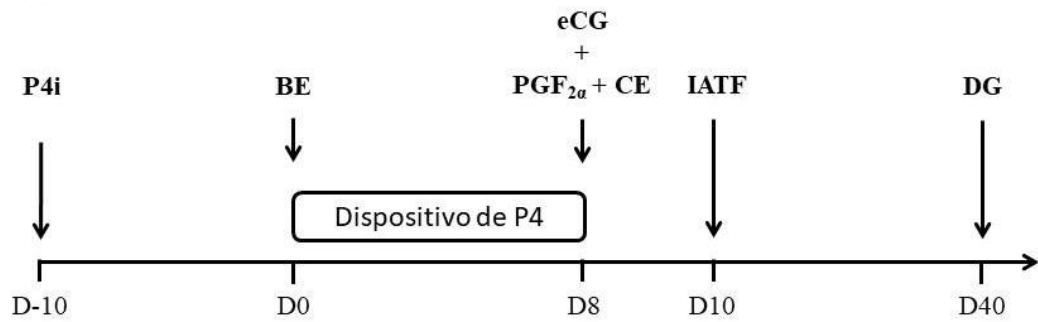 eCG
+
P4i BE PGF₂α + CE IATF DG
Dispositivo de P4
D-10 D0 D8 D10 D40